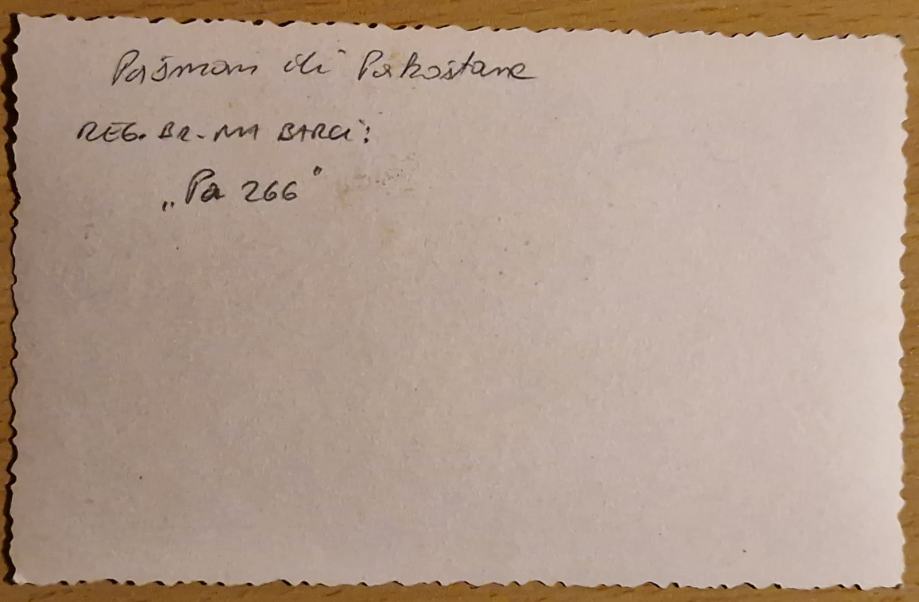 Pašman ili Pakoštane
REG. BR. NA BARCI:
„Pa 266"